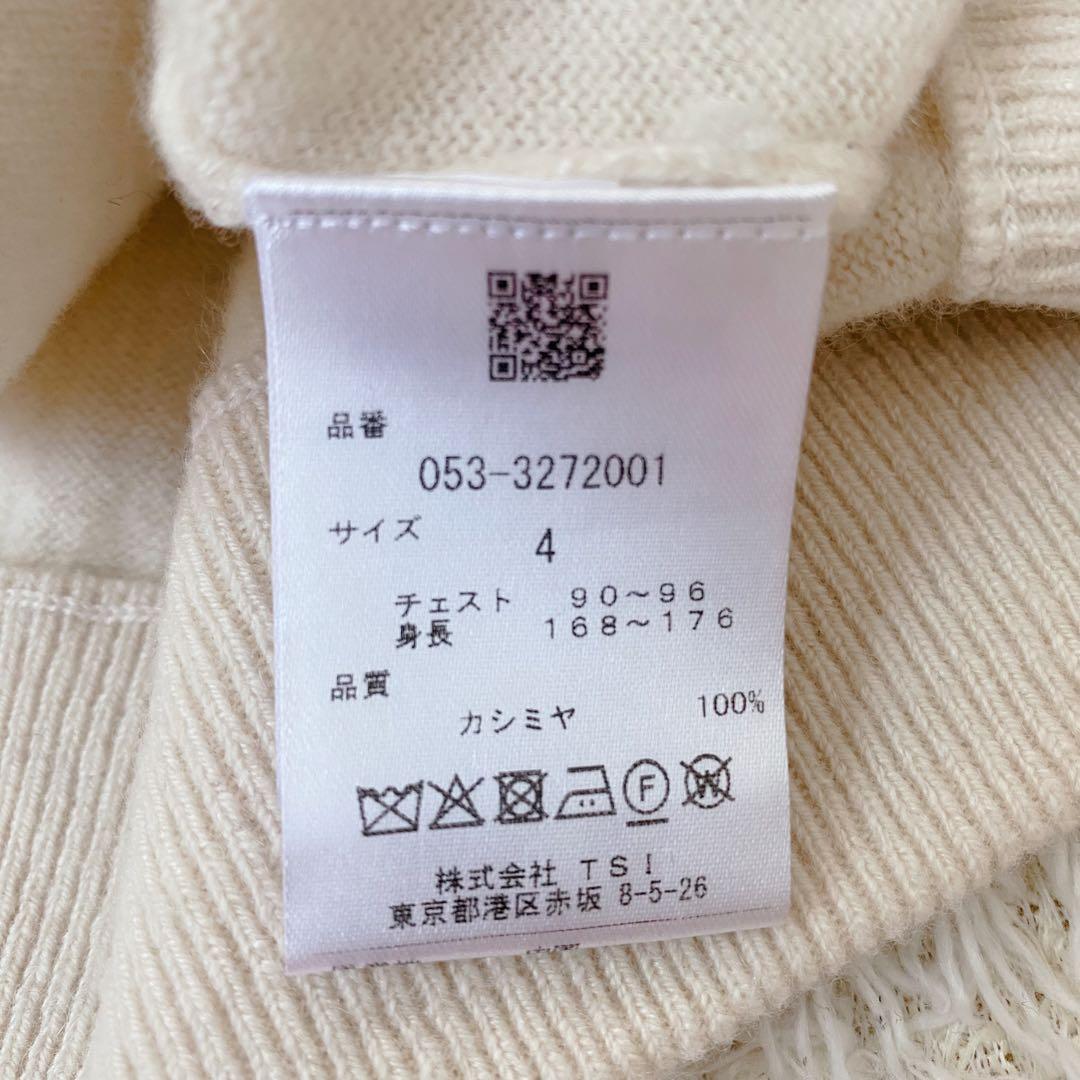 品番
053-3272001
サイズ 4
チェスト 90～96
身長 168～176
品質
カシミヤ 100%
F W
株式会社 TSI
東京都港区赤坂 8-5-26